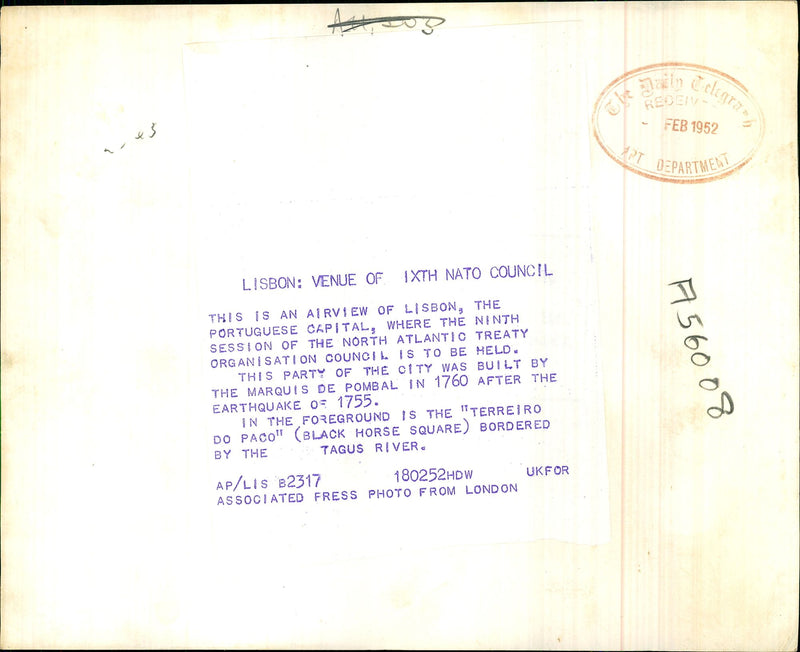 The Daily Telegraph
RECEIV
- FEB 1952
ART DEPARTMENT
A56008
LISBON: VENUE OF IXTH NATO COUNCIL
THIS IS AN AIRVIEW OF LISBON, THE
PORTUGUESE CAPITAL, WHERE THE NINTH
SESSION OF THE NORTH ATLANTIC TREATY
ORGANISATION COUNCIL IS TO BE HELD.
THIS PARTY OF THE CITY WAS BUILT BY
THE MARQUIS DE POMBAL IN 1760 AFTER THE
EARTHQUAKE OF 1755.
IN THE FOREGROUND IS THE "TERREIRO
DO PACO" (BLACK HORSE SQUARE) BORDERED
BY THE TAGUS RIVER.
AP/LIS B2317 180252HDW UKFOR
ASSOCIATED PRESS PHOTO FROM LONDON